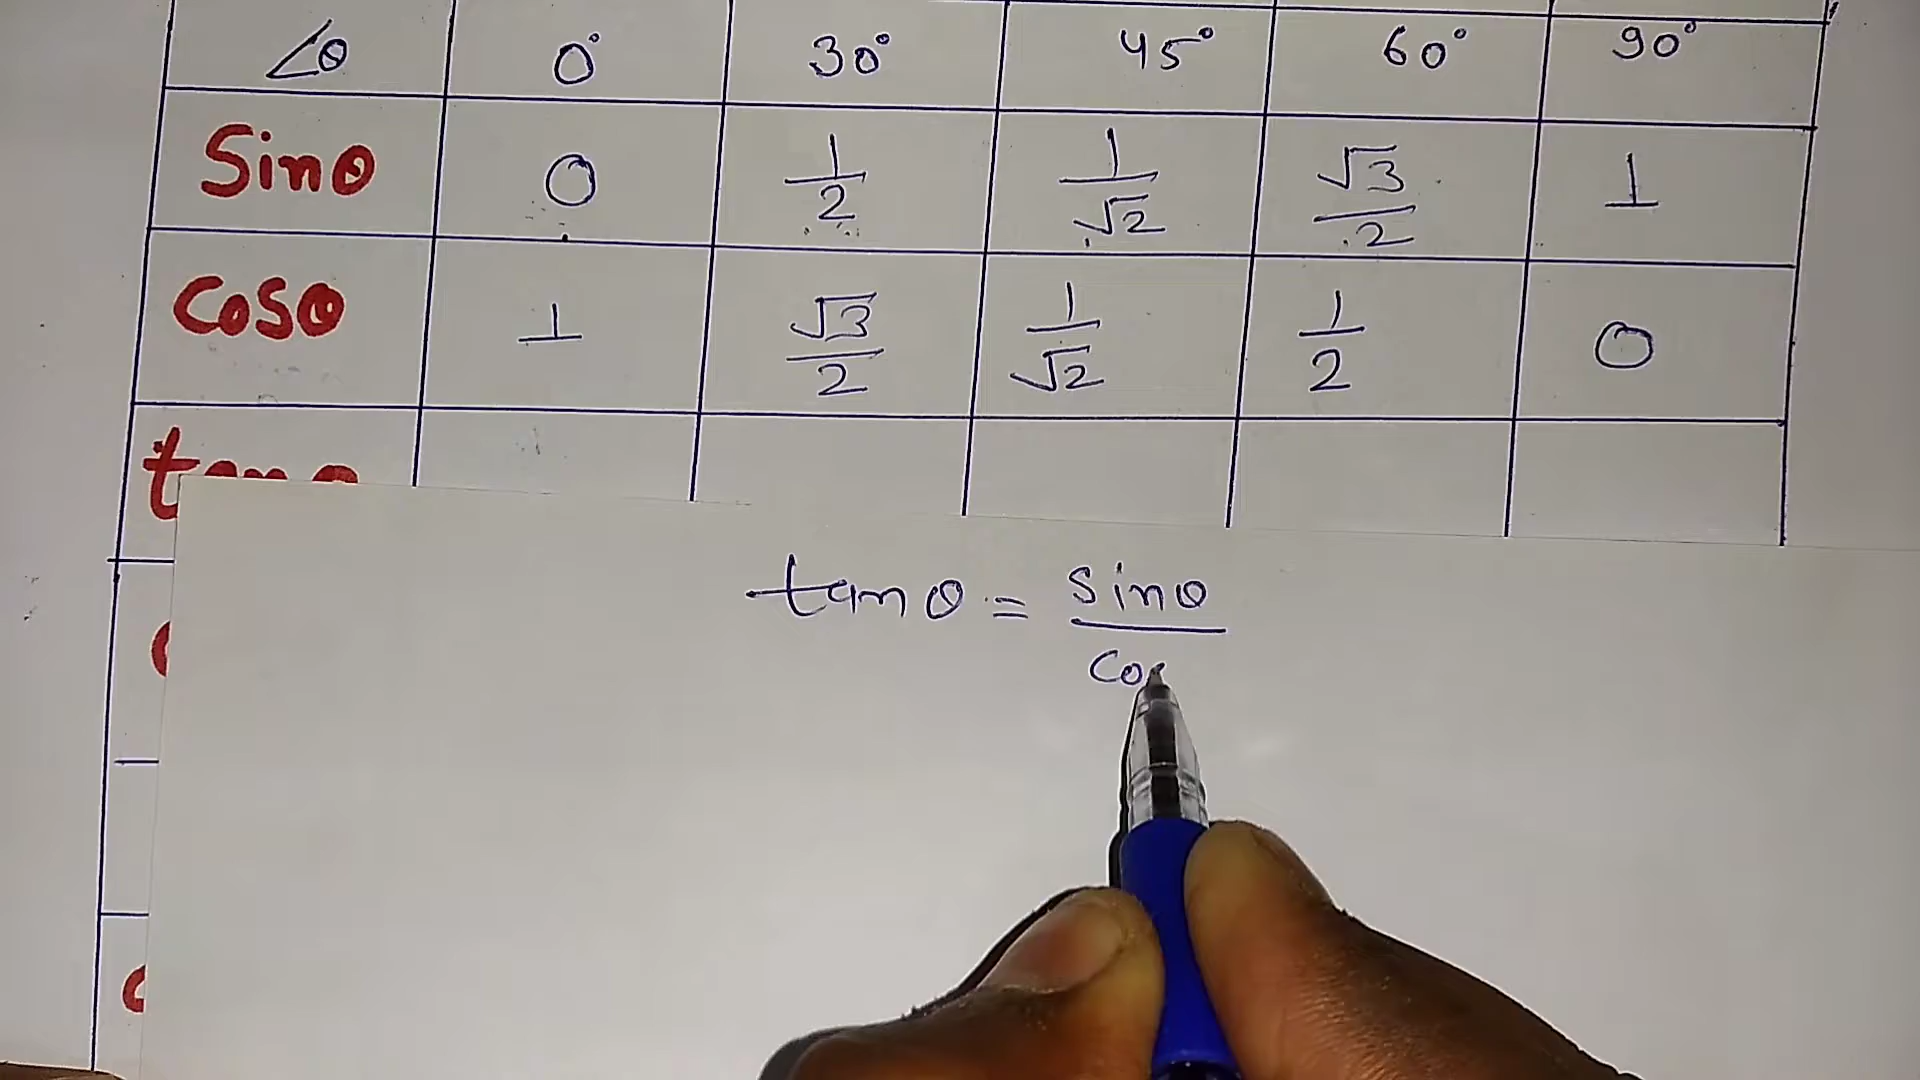 ∠θ 0° 30° 45° 60° 90°
Sinθ 0 1/2 1/√2 √3/2 1
Cosθ 1 √3/2 1/√2 1/2 0
tanθ
tanθ = sinθ/cos